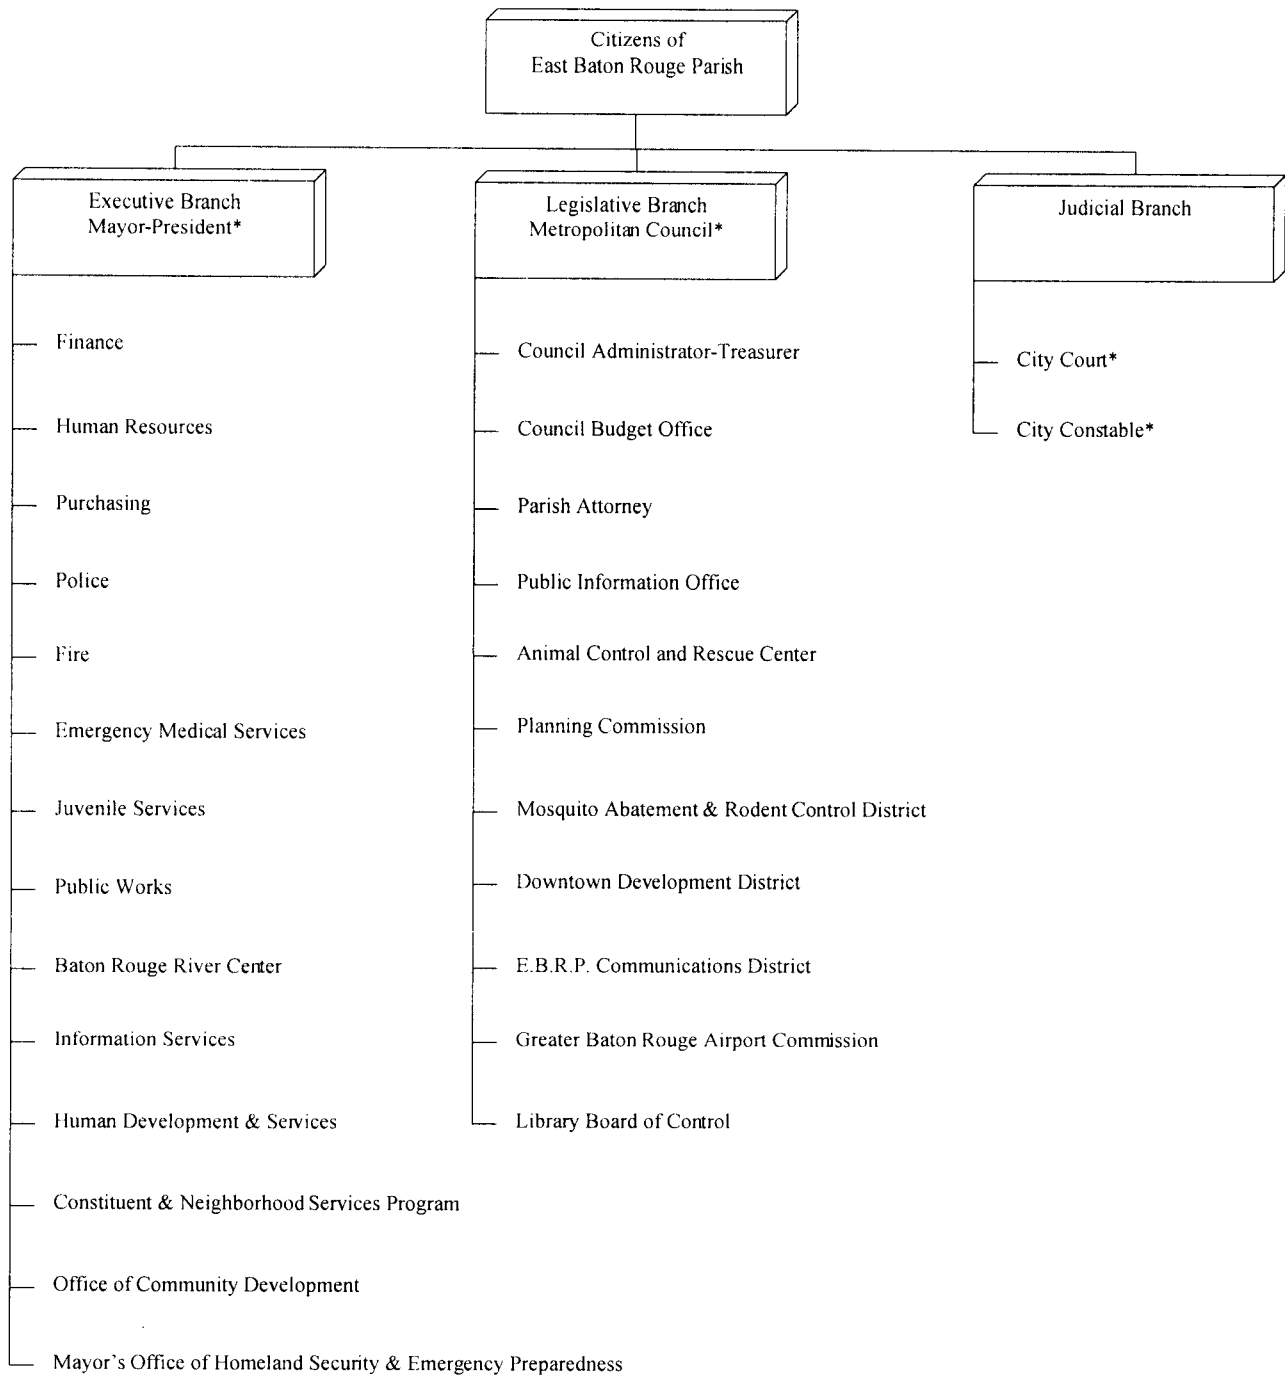 Citizens of
East Baton Rouge Parish
Executive Branch
Mayor-President*
Finance
Human Resources
Purchasing
Police
Fire
Emergency Medical Services
Juvenile Services
Public Works
Baton Rouge River Center
Information Services
Human Development & Services
Constituent & Neighborhood Services Program
Office of Community Development
Mayor's Office of Homeland Security & Emergency Preparedness
Legislative Branch
Metropolitan Council*
Council Administrator-Treasurer
Council Budget Office
Parish Attorney
Public Information Office
Animal Control and Rescue Center
Planning Commission
Mosquito Abatement & Rodent Control District
Downtown Development District
E.B.R.P. Communications District
Greater Baton Rouge Airport Commission
Library Board of Control
Judicial Branch
City Court*
City Constable*